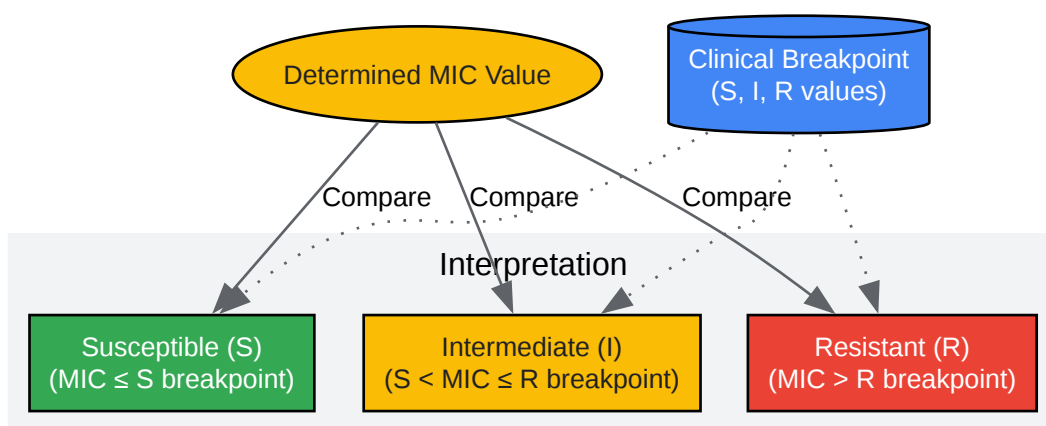 Determined MIC Value
Clinical Breakpoint
(S, I, R values)
Compare
Compare
Compare
Interpretation
Susceptible (S)
(MIC ≤ S breakpoint)
Intermediate (I)
(S < MIC ≤ R breakpoint)
Resistant (R)
(MIC > R breakpoint)